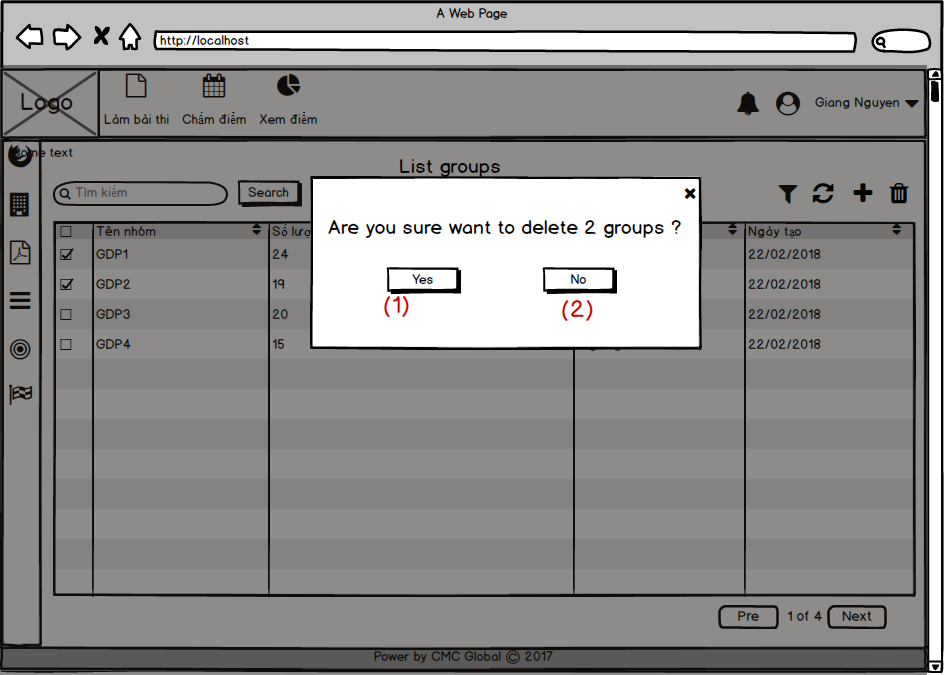 A Web Page
http://localhost
Logo
Làm bài thi Chấm điểm Xem điểm
Giang Nguyen
some text
List groups
Tìm kiếm
Search
Are you sure want to delete 2 groups ?
Yes No
(1) (2)
Tên nhóm Số lượ Ngày tạo
GDP1 24 22/02/2018
GDP2 19 22/02/2018
GDP3 20 22/02/2018
GDP4 15 22/02/2018
Pre 1 of 4 Next
Power by CMC Global © 2017